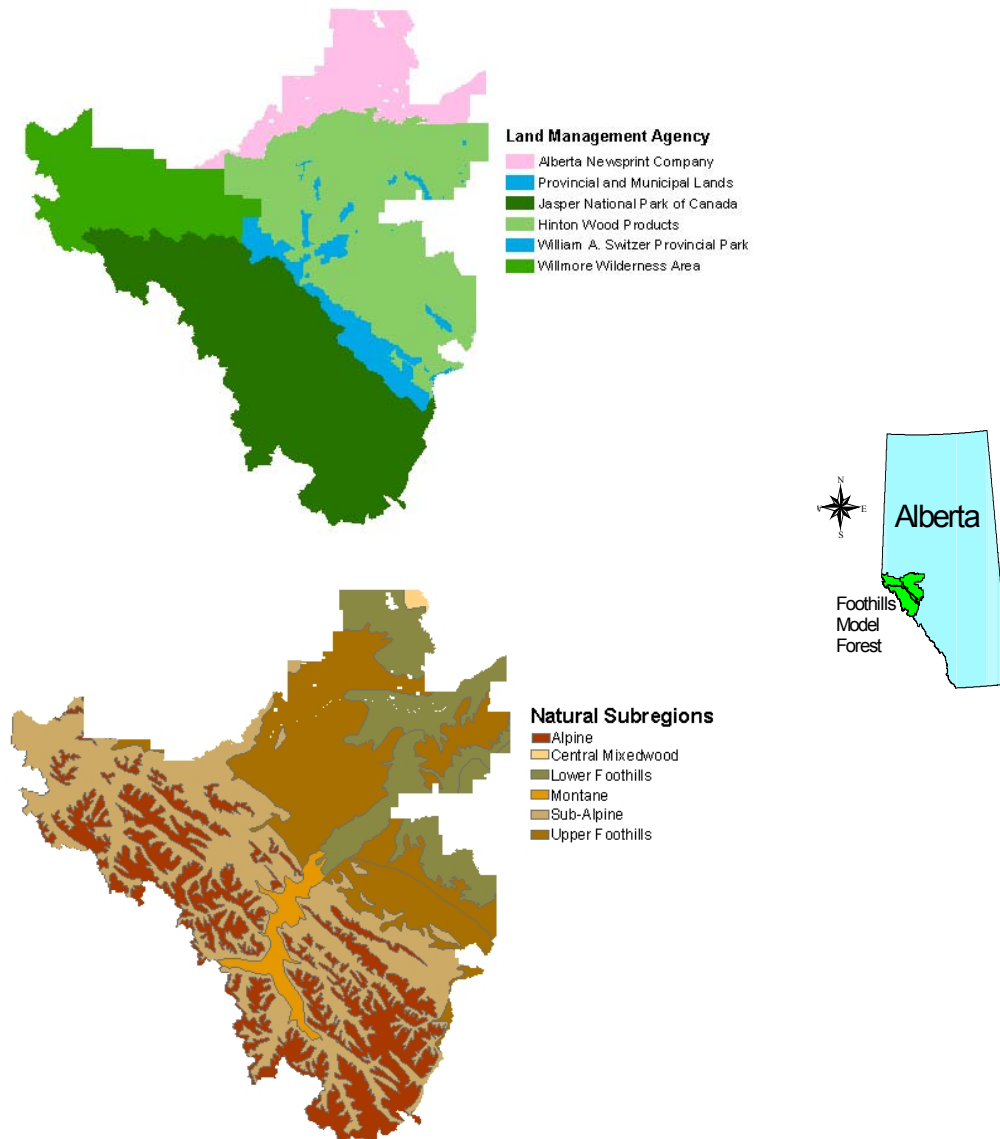 Land Management Agency
Alberta Newsprint Company
Provincial and Municipal Lands
Jasper National Park of Canada
Hinton Wood Products
William A. Switzer Provincial Park
Willmore Wilderness Area
N
E
S
Alberta
Foothills
Model
Forest
Natural Subregions
Alpine
Central Mixedwood
Lower Foothills
Montane
Sub-Alpine
Upper Foothills